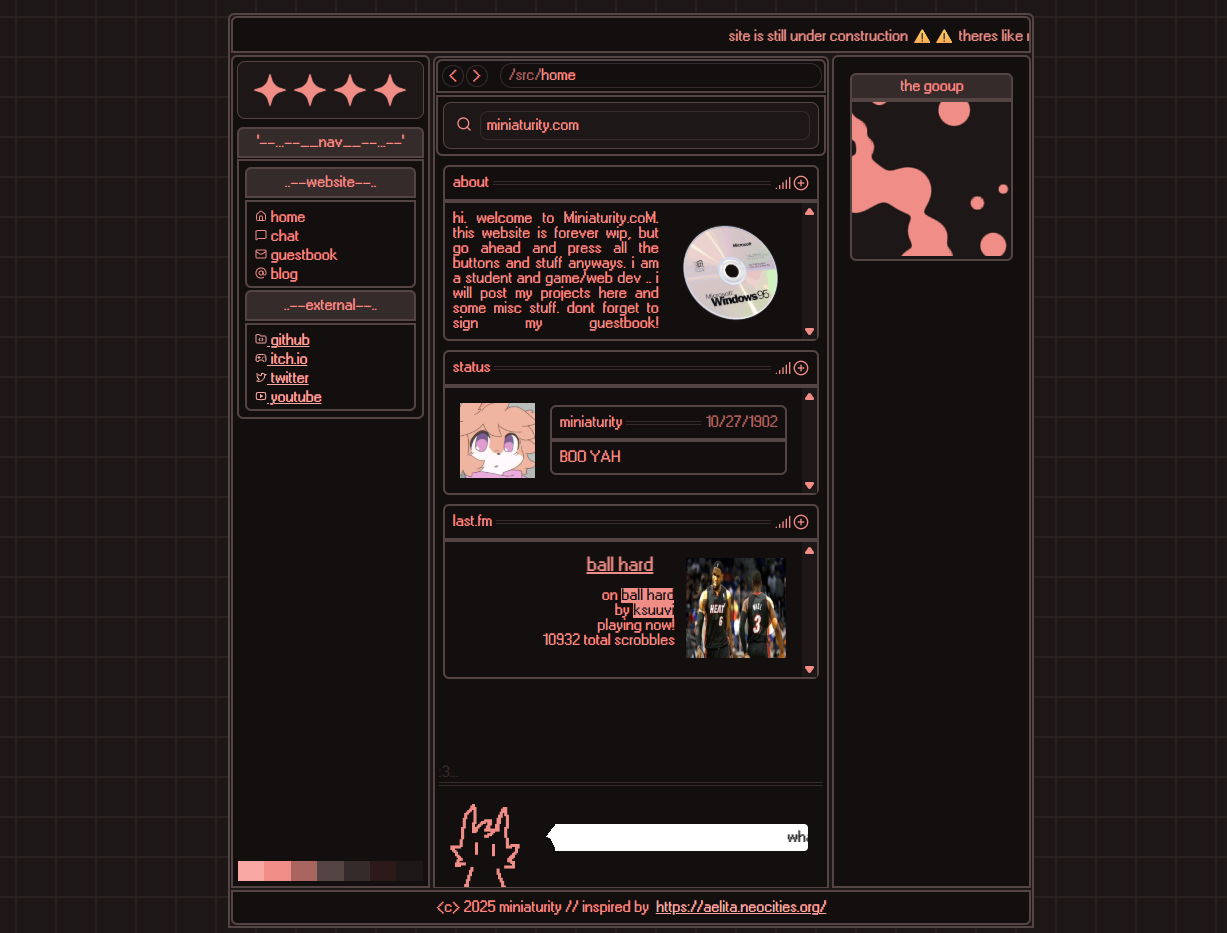 site is still under construction ⚠️ ⚠️ theres like
/src/home
the gooup
miniaturity.com
'--...--__nav__--...--'
..--website--..
home
chat
guestbook
blog
..--external--..
github
itch.io
twitter
youtube
about
hi. welcome to Miniaturity.coM.
this website is forever wip, but
go ahead and press all the
buttons and stuff anyways. i am
a student and game/web dev .. i
will post my projects here and
some misc stuff. dont forget to
sign my guestbook!
Microsoft
Microsoft
Windows95
status
miniaturity
10/27/1902
BOO YAH
last.fm
ball hard
on ball hard
by ksuuvi
playing now!
10932 total scrobbles
HEAT
6
3
:3...
wh
<c> 2025 miniaturity // inspired by https://aelita.neocities.org/